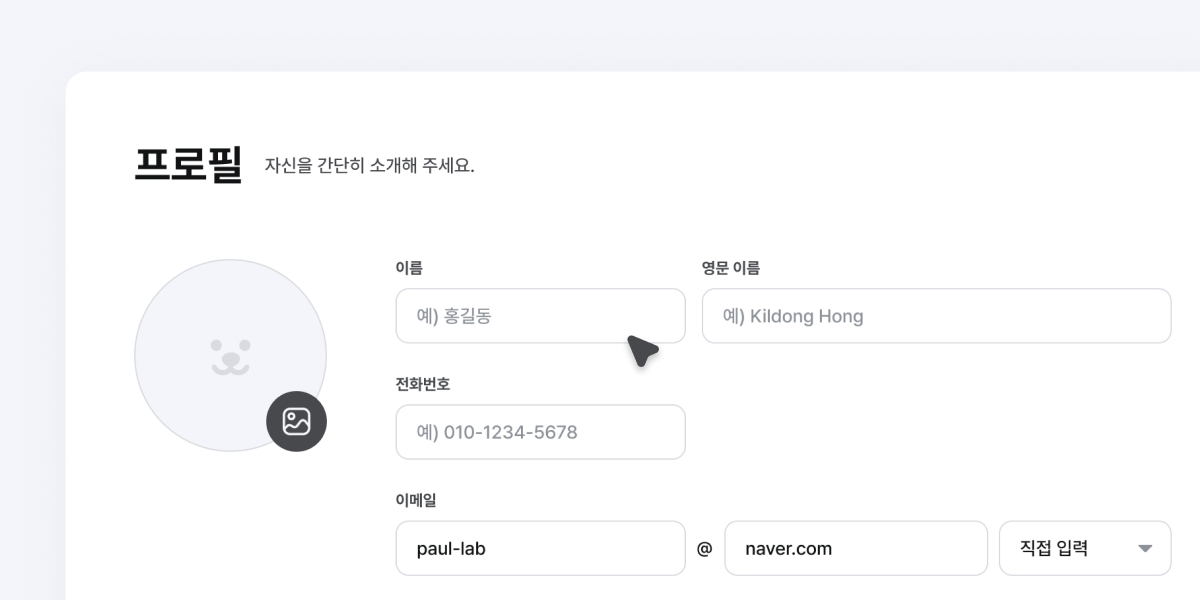 프로필 자신을 간단히 소개해 주세요.
이름 영문 이름
예) 홍길동 예) Kildong Hong
전화번호
예) 010-1234-5678
이메일
paul-lab @ naver.com 직접 입력